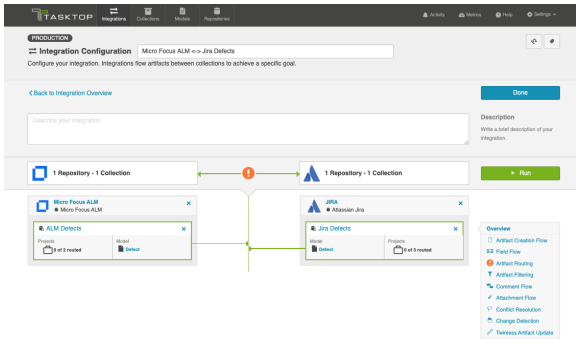 TASKTOP
Integrations
Collections
Models
Repositories
Activity
Metrics
Help
Settings
PRODUCTION
Integration Configuration
Micro Focus ALM <-> Jira Defects
Configure your integration. Integrations flow artifacts between collections to achieve a specific goal.
Back to Integration Overview
Done
Describe your integration
Description
Write a brief description of your
integration.
1 Repository - 1 Collection
1 Repository - 1 Collection
Run
Micro Focus ALM
Micro Focus ALM
JIRA
Atlassian Jira
ALM Defects
Jira Defects
Projects
0 of 2 routed
Model
Defect
Model
Defect
Projects
0 of 3 routed
Overview
Artifact Creation Flow
Field Flow
Artifact Routing
Artifact Filtering
Comment Flow
Attachment Flow
Conflict Resolution
Change Detection
Twinless Artifact Update